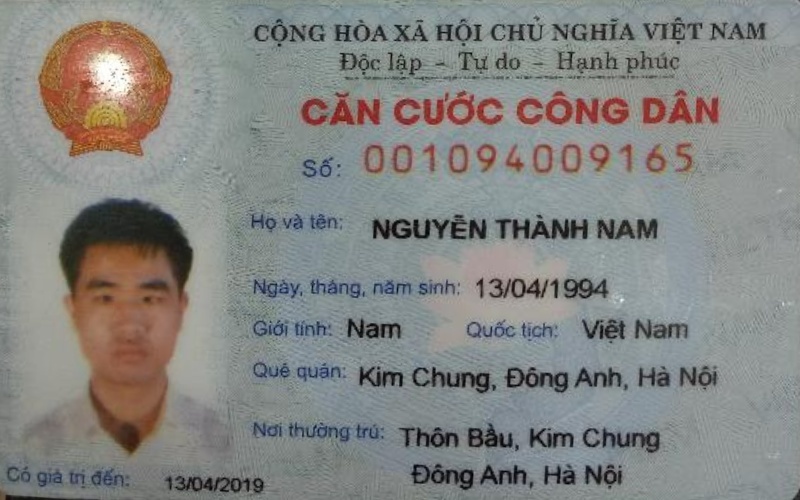 CỘNG HÒA XÃ HỘI CHỦ NGHĨA VIỆT NAM
Độc lập - Tự do - Hạnh phúc
CĂN CƯỚC CÔNG DÂN
Số: 001094009165
Họ và tên: NGUYỄN THÀNH NAM
Ngày, tháng, năm sinh: 13/04/1994
Giới tính: Nam Quốc tịch: Việt Nam
Quê quán: Kim Chung, Đông Anh, Hà Nội
Nơi thường trú: Thôn Bầu, Kim Chung
Đông Anh, Hà Nội
Có giá trị đến: 13/04/2019